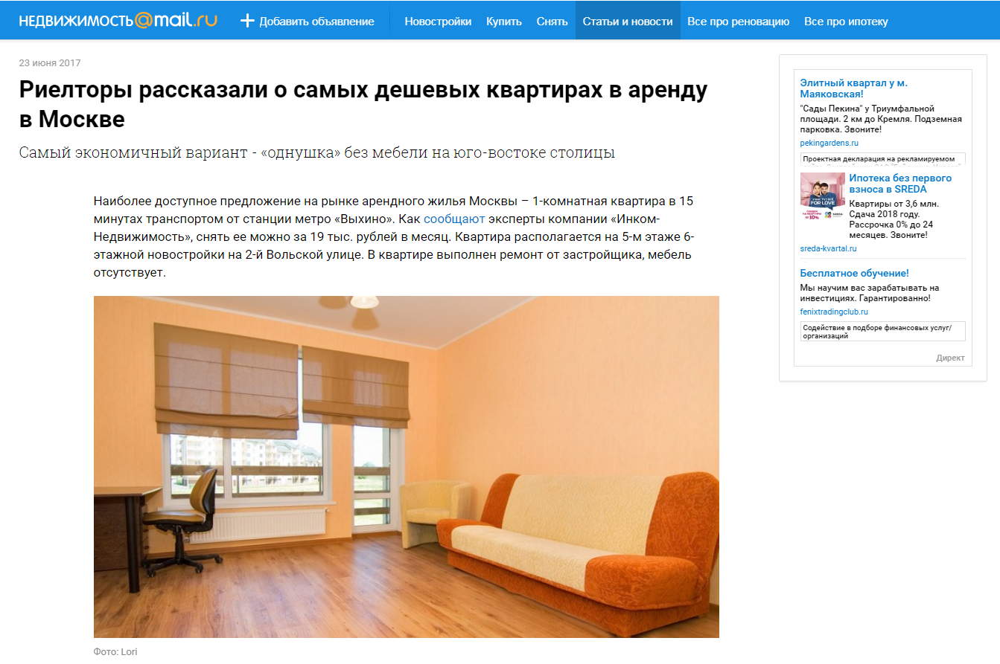 НЕДВИЖИМОСТЬ@mail.ru
Добавить объявление
Новостройки Купить Снять Статьи и новости Все про реновацию Все про ипотеку
23 июня 2017
Риелторы рассказали о самых дешевых квартирах в аренду
в Москве
Самый экономичный вариант - «однушка» без мебели на юго-востоке столицы
Наиболее доступное предложение на рынке арендного жилья Москвы – 1-комнатная квартира в 15
минутах транспортом от станции метро «Выхино». Как сообщают эксперты компании «Инком-
Недвижимость», снять ее можно за 19 тыс. рублей в месяц. Квартира располагается на 5-м этаже 6-
этажной новостройки на 2-й Вольской улице. В квартире выполнен ремонт от застройщика, мебель
отсутствует.
Фото: Lori
Элитный квартал у м.
Маяковская!
"Сады Пекина" у Триумфальной
площади. 2 км до Кремля. Подземная
парковка. Звоните!
pekingardens.ru
Проектная декларация на рекламируемом
Ипотека без первого
взноса в SREDA
FOR LOVE
Квартиры от 3,6 млн.
Сдача 2018 году.
Рассрочка 0% до 24
месяцев. Звоните!
sreda-kvartal.ru
Бесплатное обучение!
Мы научим вас зарабатывать на
инвестициях. Гарантированно!
fenixtradingclub.ru
Содействие в подборе финансовых услуг/
организаций
Директ